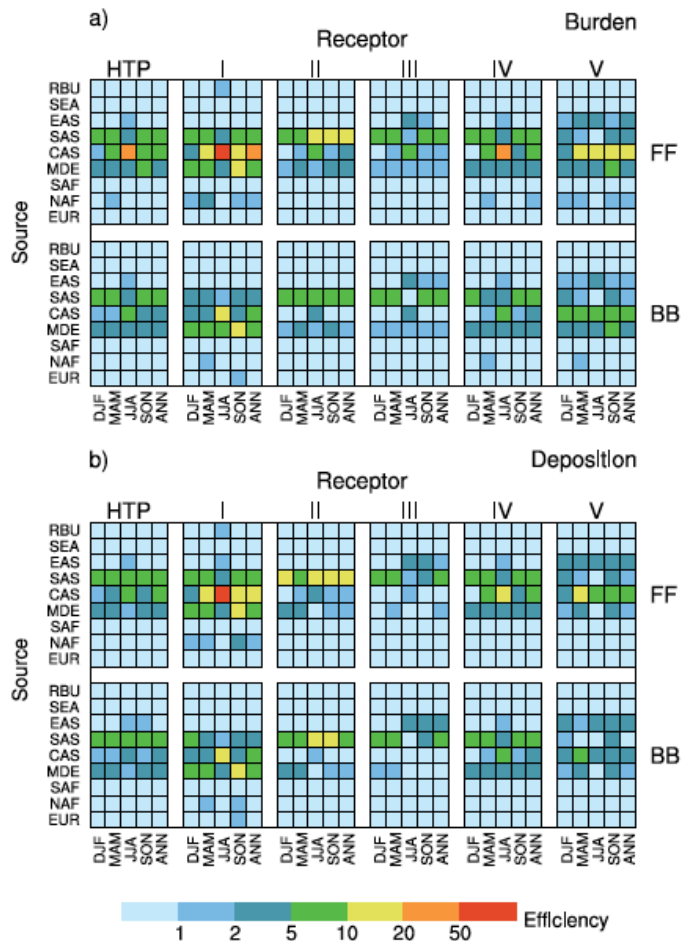 a) Burden
Receptor
HTP I II III IV V
RBU
SEA
EAS
SAS
CAS
MDE
SAF
NAF
EUR
FF
Source
RBU
SEA
EAS
SAS
CAS
MDE
SAF
NAF
EUR
BB
DJF MAM JJA SON ANN DJF MAM JJA SON ANN DJF MAM JJA SON ANN DJF MAM JJA SON ANN DJF MAM JJA SON ANN DJF MAM JJA SON ANN
b) Deposition
Receptor
HTP I II III IV V
RBU
SEA
EAS
SAS
CAS
MDE
SAF
NAF
EUR
FF
Source
RBU
SEA
EAS
SAS
CAS
MDE
SAF
NAF
EUR
BB
DJF MAM JJA SON ANN DJF MAM JJA SON ANN DJF MAM JJA SON ANN DJF MAM JJA SON ANN DJF MAM JJA SON ANN DJF MAM JJA SON ANN
Efficiency
1 2 5 10 20 50